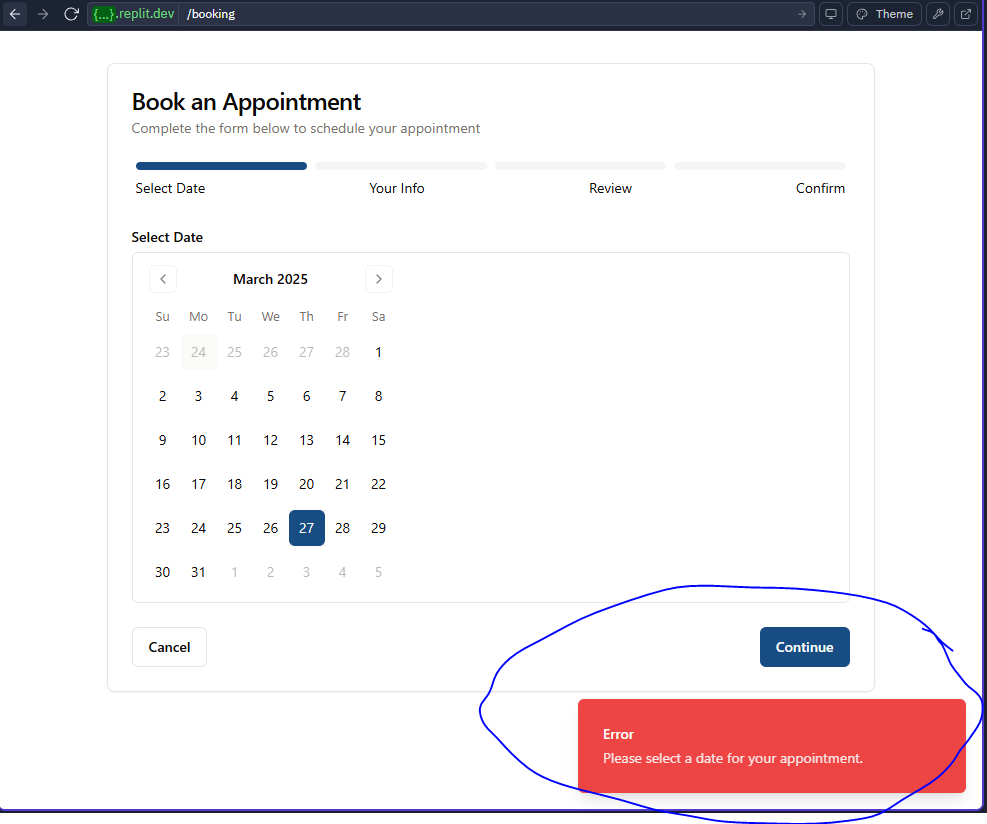 {...}.replit.dev /booking Theme
Book an Appointment
Complete the form below to schedule your appointment
Select Date Your Info Review Confirm
Select Date
March 2025
Su Mo Tu We Th Fr Sa
23 24 25 26 27 28 1
2 3 4 5 6 7 8
9 10 11 12 13 14 15
16 17 18 19 20 21 22
23 24 25 26 27 28 29
30 31 1 2 3 4 5
Cancel Continue
Error
Please select a date for your appointment.